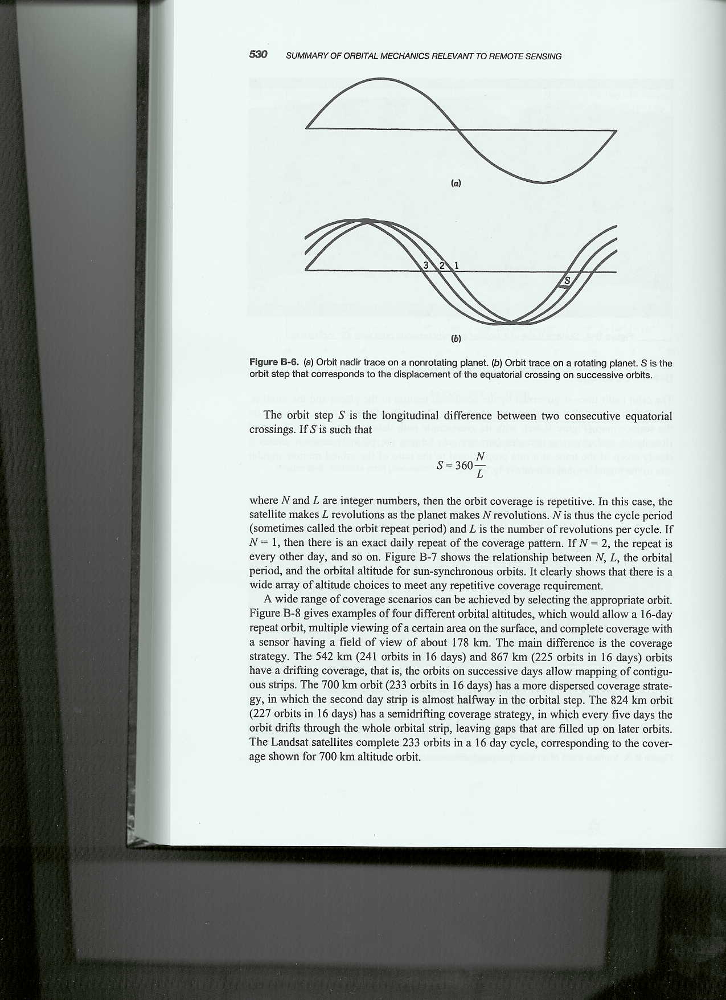 530 SUMMARY OF ORBITAL MECHANICS RELEVANT TO REMOTE SENSING
(a)
3 2 1
S
(b)
Figure B-6. (a) Orbit nadir trace on a nonrotating planet. (b) Orbit trace on a rotating planet. S is the
orbit step that corresponds to the displacement of the equatorial crossing on successive orbits.
The orbit step S is the longitudinal difference between two consecutive equatorial
crossings. If S is such that
S = 360 N/L
where N and L are integer numbers, then the orbit coverage is repetitive. In this case, the
satellite makes L revolutions as the planet makes N revolutions. N is thus the cycle period
(sometimes called the orbit repeat period) and L is the number of revolutions per cycle. If
N = 1, then there is an exact daily repeat of the coverage pattern. If N = 2, the repeat is
every other day, and so on. Figure B-7 shows the relationship between N, L, the orbital
period, and the orbital altitude for sun-synchronous orbits. It clearly shows that there is a
wide array of altitude choices to meet any repetitive coverage requirement.
A wide range of coverage scenarios can be achieved by selecting the appropriate orbit.
Figure B-8 gives examples of four different orbital altitudes, which would allow a 16-day
repeat orbit, multiple viewing of a certain area on the surface, and complete coverage with
a sensor having a field of view of about 178 km. The main difference is the coverage
strategy. The 542 km (241 orbits in 16 days) and 867 km (225 orbits in 16 days) orbits
have a drifting coverage, that is, the orbits on successive days allow mapping of contigu-
ous strips. The 700 km orbit (233 orbits in 16 days) has a more dispersed coverage strate-
gy, in which the second day strip is almost halfway in the orbital step. The 824 km orbit
(227 orbits in 16 days) has a semidrifting coverage strategy, in which every five days the
orbit drifts through the whole orbital strip, leaving gaps that are filled up on later orbits.
The Landsat satellites complete 233 orbits in a 16 day cycle, corresponding to the cover-
age shown for 700 km altitude orbit.